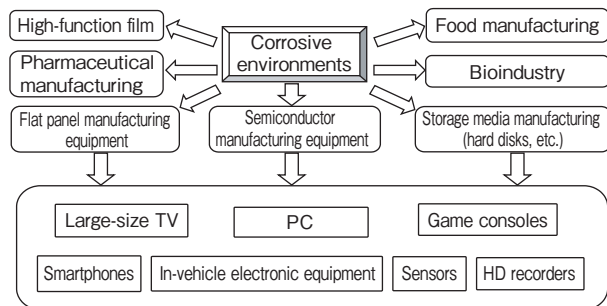 High-function film
Corrosive
environments
Food manufacturing
Pharmaceutical
manufacturing
Bioindustry
Flat panel manufacturing
equipment
Semiconductor
manufacturing equipment
Storage media manufacturing
(hard disks, etc.)
Large-size TV
PC
Game consoles
Smartphones
In-vehicle electronic equipment
Sensors
HD recorders